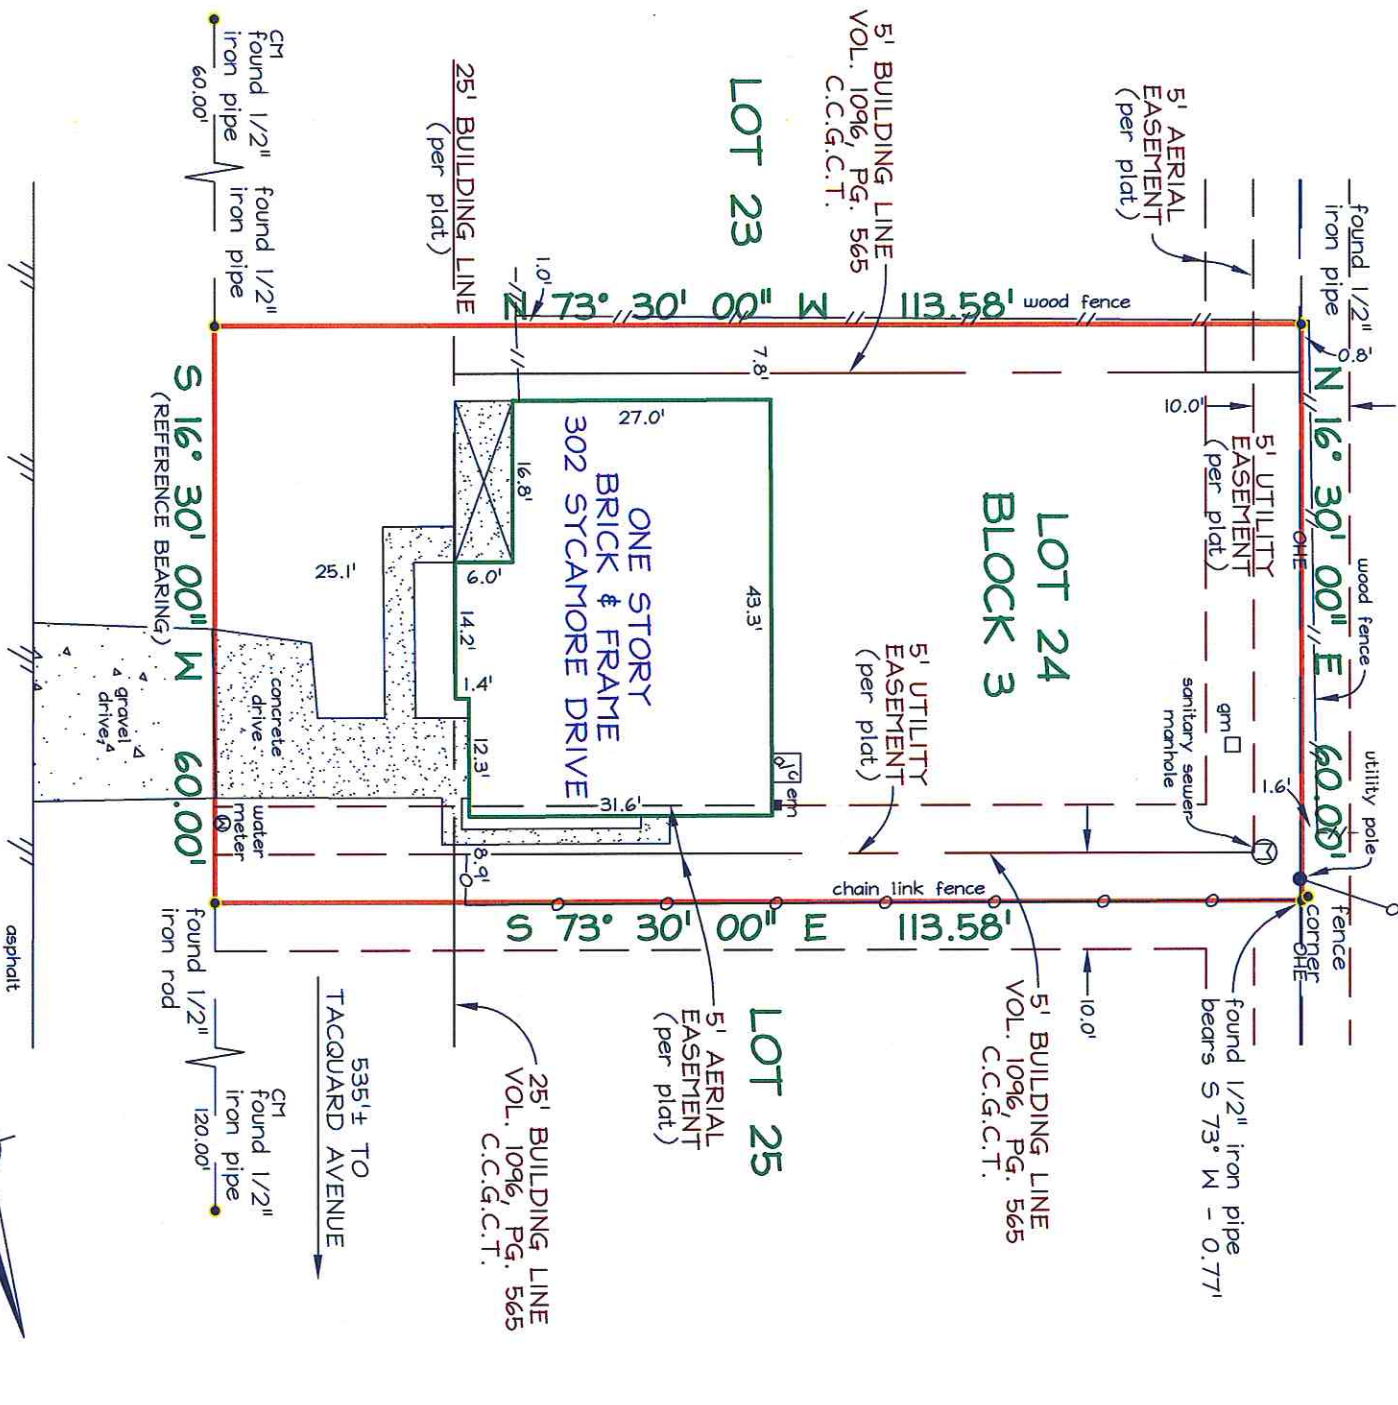 5' AERIAL
EASEMENT
(per plat)
found 1/2"
iron pipe
5' BUILDING LINE
VOL. 1096, PG. 565
C.C.G.C.T.
LOT 23
25' BUILDING LINE
(per plat)
CM
found 1/2"
iron pipe
60.00'
found 1/2"
iron pipe
1.0'
N 73° 30' 00" W 113.58'
wood fence
0.8'
7.8'
N 16° 30' 00" E 60.00'
10.0'
5' UTILITY
EASEMENT
(per plat)
OHE
wood fence
27.0'
16.8'
ONE STORY
BRICK & FRAME
302 SYCAMORE DRIVE
LOT 24
BLOCK 3
43.3'
6.0'
14.2'
1.4'
12.3'
31.6'
8.9'
25.1'
S 16° 30' 00" W 60.00'
(REFERENCE BEARING)
concrete
drive
gravel
drive
water
meter
5' UTILITY
EASEMENT
(per plat)
sanitary sewer
manhole
gm
em
utility pole
1.6'
M
chain link fence
fence
corner
OHE
S 73° 30' 00" E 113.58'
10.0'
found 1/2" iron pipe
bears S 73° W - 0.77'
5' BUILDING LINE
VOL. 1096, PG. 565
C.C.G.C.T.
LOT 25
5' AERIAL
EASEMENT
(per plat)
25' BUILDING LINE
VOL. 1096, PG. 565
C.C.G.C.T.
535'± TO
TACQUARD AVENUE
found 1/2"
iron rod
CM
found 1/2"
iron pipe
120.00'
asphalt